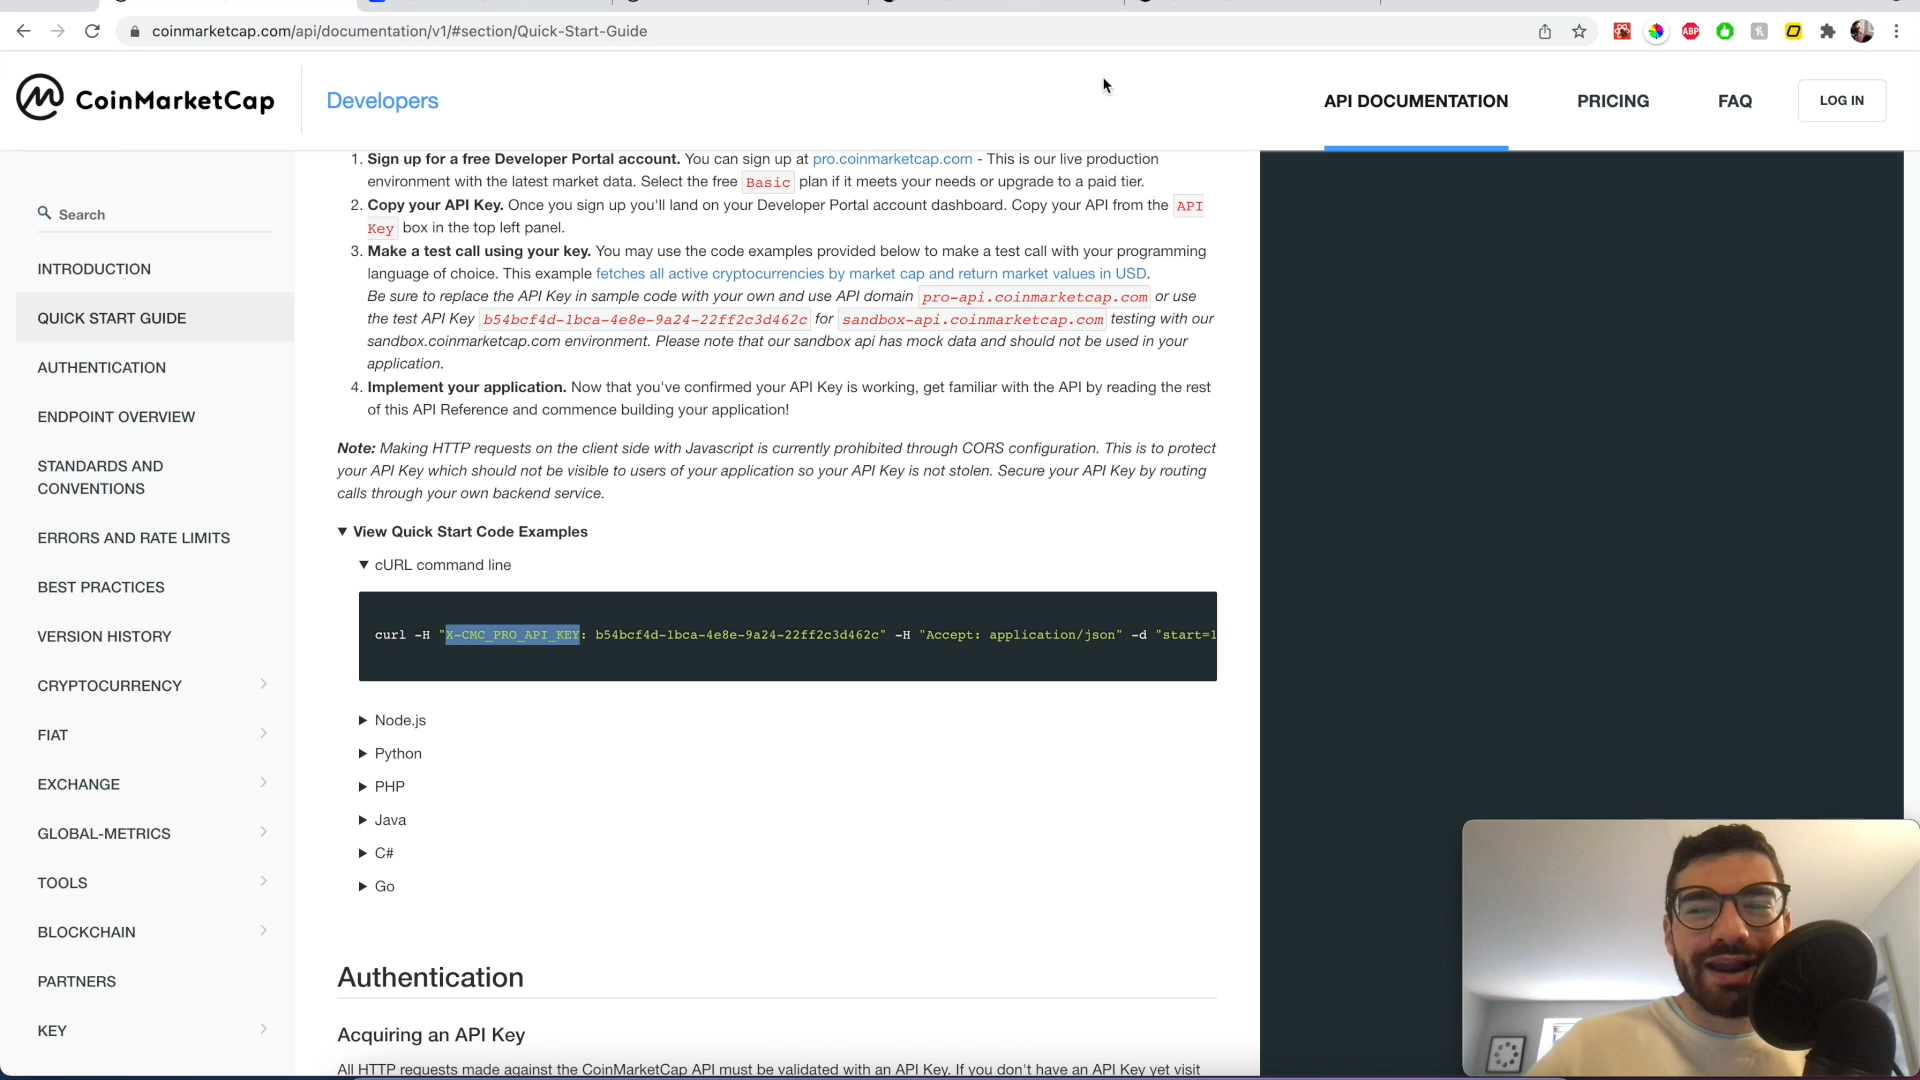 coinmarketcap.com/api/documentation/v1/#section/Quick-Start-Guide
ABP
CoinMarketCap
Developers
API DOCUMENTATION
PRICING
FAQ
LOG IN
Search
INTRODUCTION
QUICK START GUIDE
AUTHENTICATION
ENDPOINT OVERVIEW
STANDARDS AND
CONVENTIONS
ERRORS AND RATE LIMITS
BEST PRACTICES
VERSION HISTORY
CRYPTOCURRENCY
FIAT
EXCHANGE
GLOBAL-METRICS
TOOLS
BLOCKCHAIN
PARTNERS
KEY
1. Sign up for a free Developer Portal account. You can sign up at pro.coinmarketcap.com - This is our live production
environment with the latest market data. Select the free Basic plan if it meets your needs or upgrade to a paid tier.
2. Copy your API Key. Once you sign up you'll land on your Developer Portal account dashboard. Copy your API from the API
Key box in the top left panel.
3. Make a test call using your key. You may use the code examples provided below to make a test call with your programming
language of choice. This example fetches all active cryptocurrencies by market cap and return market values in USD.
Be sure to replace the API Key in sample code with your own and use API domain pro-api.coinmarketcap.com or use
the test API Key b54bcf4d-1bca-4e8e-9a24-22ff2c3d462c for sandbox-api.coinmarketcap.com testing with our
sandbox.coinmarketcap.com environment. Please note that our sandbox api has mock data and should not be used in your
application.
4. Implement your application. Now that you've confirmed your API Key is working, get familiar with the API by reading the rest
of this API Reference and commence building your application!
Note: Making HTTP requests on the client side with Javascript is currently prohibited through CORS configuration. This is to protect
your API Key which should not be visible to users of your application so your API Key is not stolen. Secure your API Key by routing
calls through your own backend service.
View Quick Start Code Examples
cURL command line
curl -H "X-CMC_PRO_API_KEY: b54bcf4d-1bca-4e8e-9a24-22ff2c3d462c" -H "Accept: application/json" -d "start=1
Node.js
Python
PHP
Java
C#
Go
Authentication
Acquiring an API Key
All HTTP requests made against the CoinMarketCap API must be validated with an API Key. If you don't have an API Key yet visit